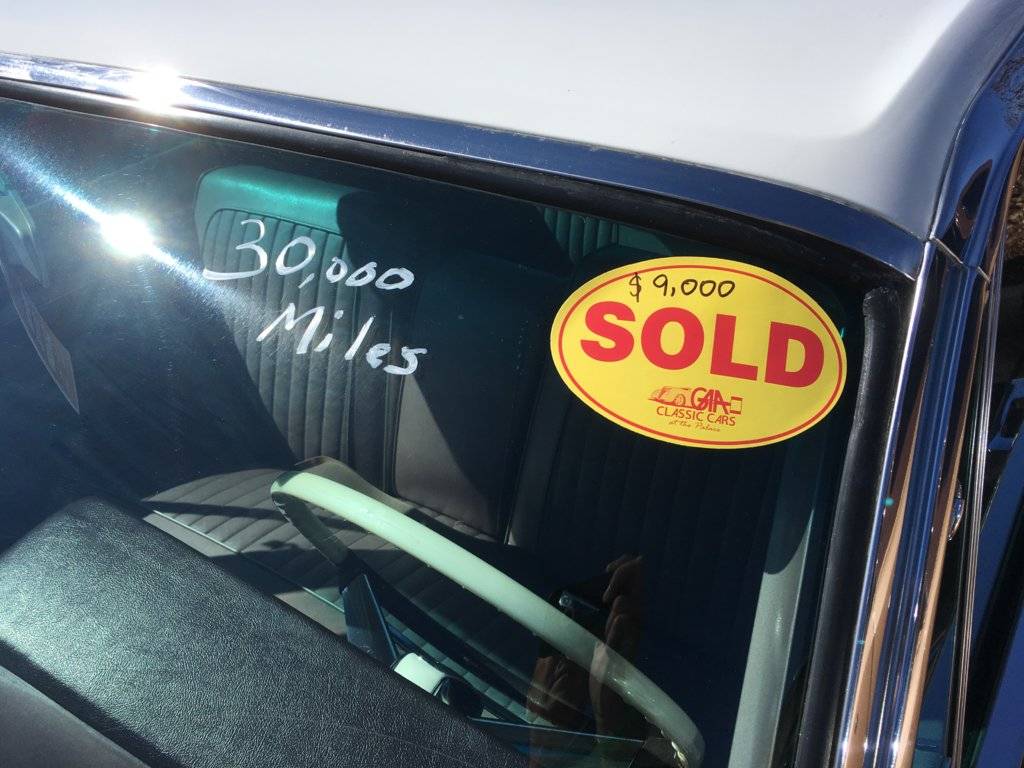 30,000
Miles
$9,000
SOLD
GAA
CLASSIC CARS
at the Palace